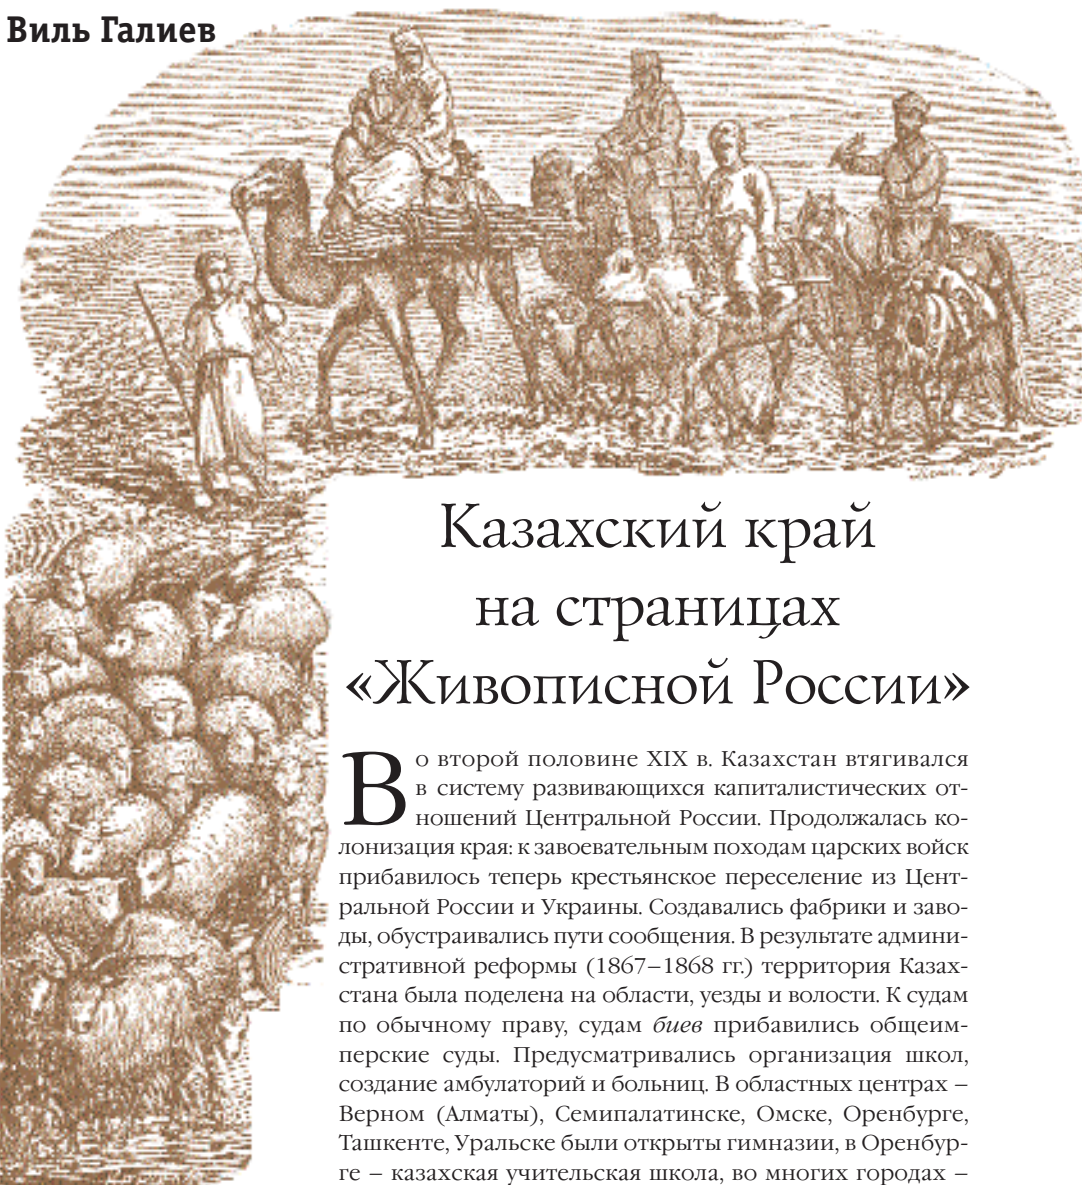 Виль Галиев
Казахский край
на страницах
«Живописной России»
Во второй половине XIX в. Казахстан втягивался
в систему развивающихся капиталистических от-
ношений Центральной России. Продолжалась ко-
лонизация края: к завоевательным походам царских войск
прибавилось теперь крестьянское переселение из Цент-
ральной России и Украины. Создавались фабрики и заво-
ды, обустраивались пути сообщения. В результате админи-
стративной реформы (1867–1868 гг.) территория Казах-
стана была поделена на области, уезды и волости. К судам
по обычному праву, судам биев прибавились общеим-
перские суды. Предусматривались организация школ,
создание амбулаторий и больниц. В областных центрах –
Верном (Алматы), Семипалатинске, Омске, Оренбурге,
Ташкенте, Уральске были открыты гимназии, в Оренбур-
ге – казахская учительская школа, во многих городах –